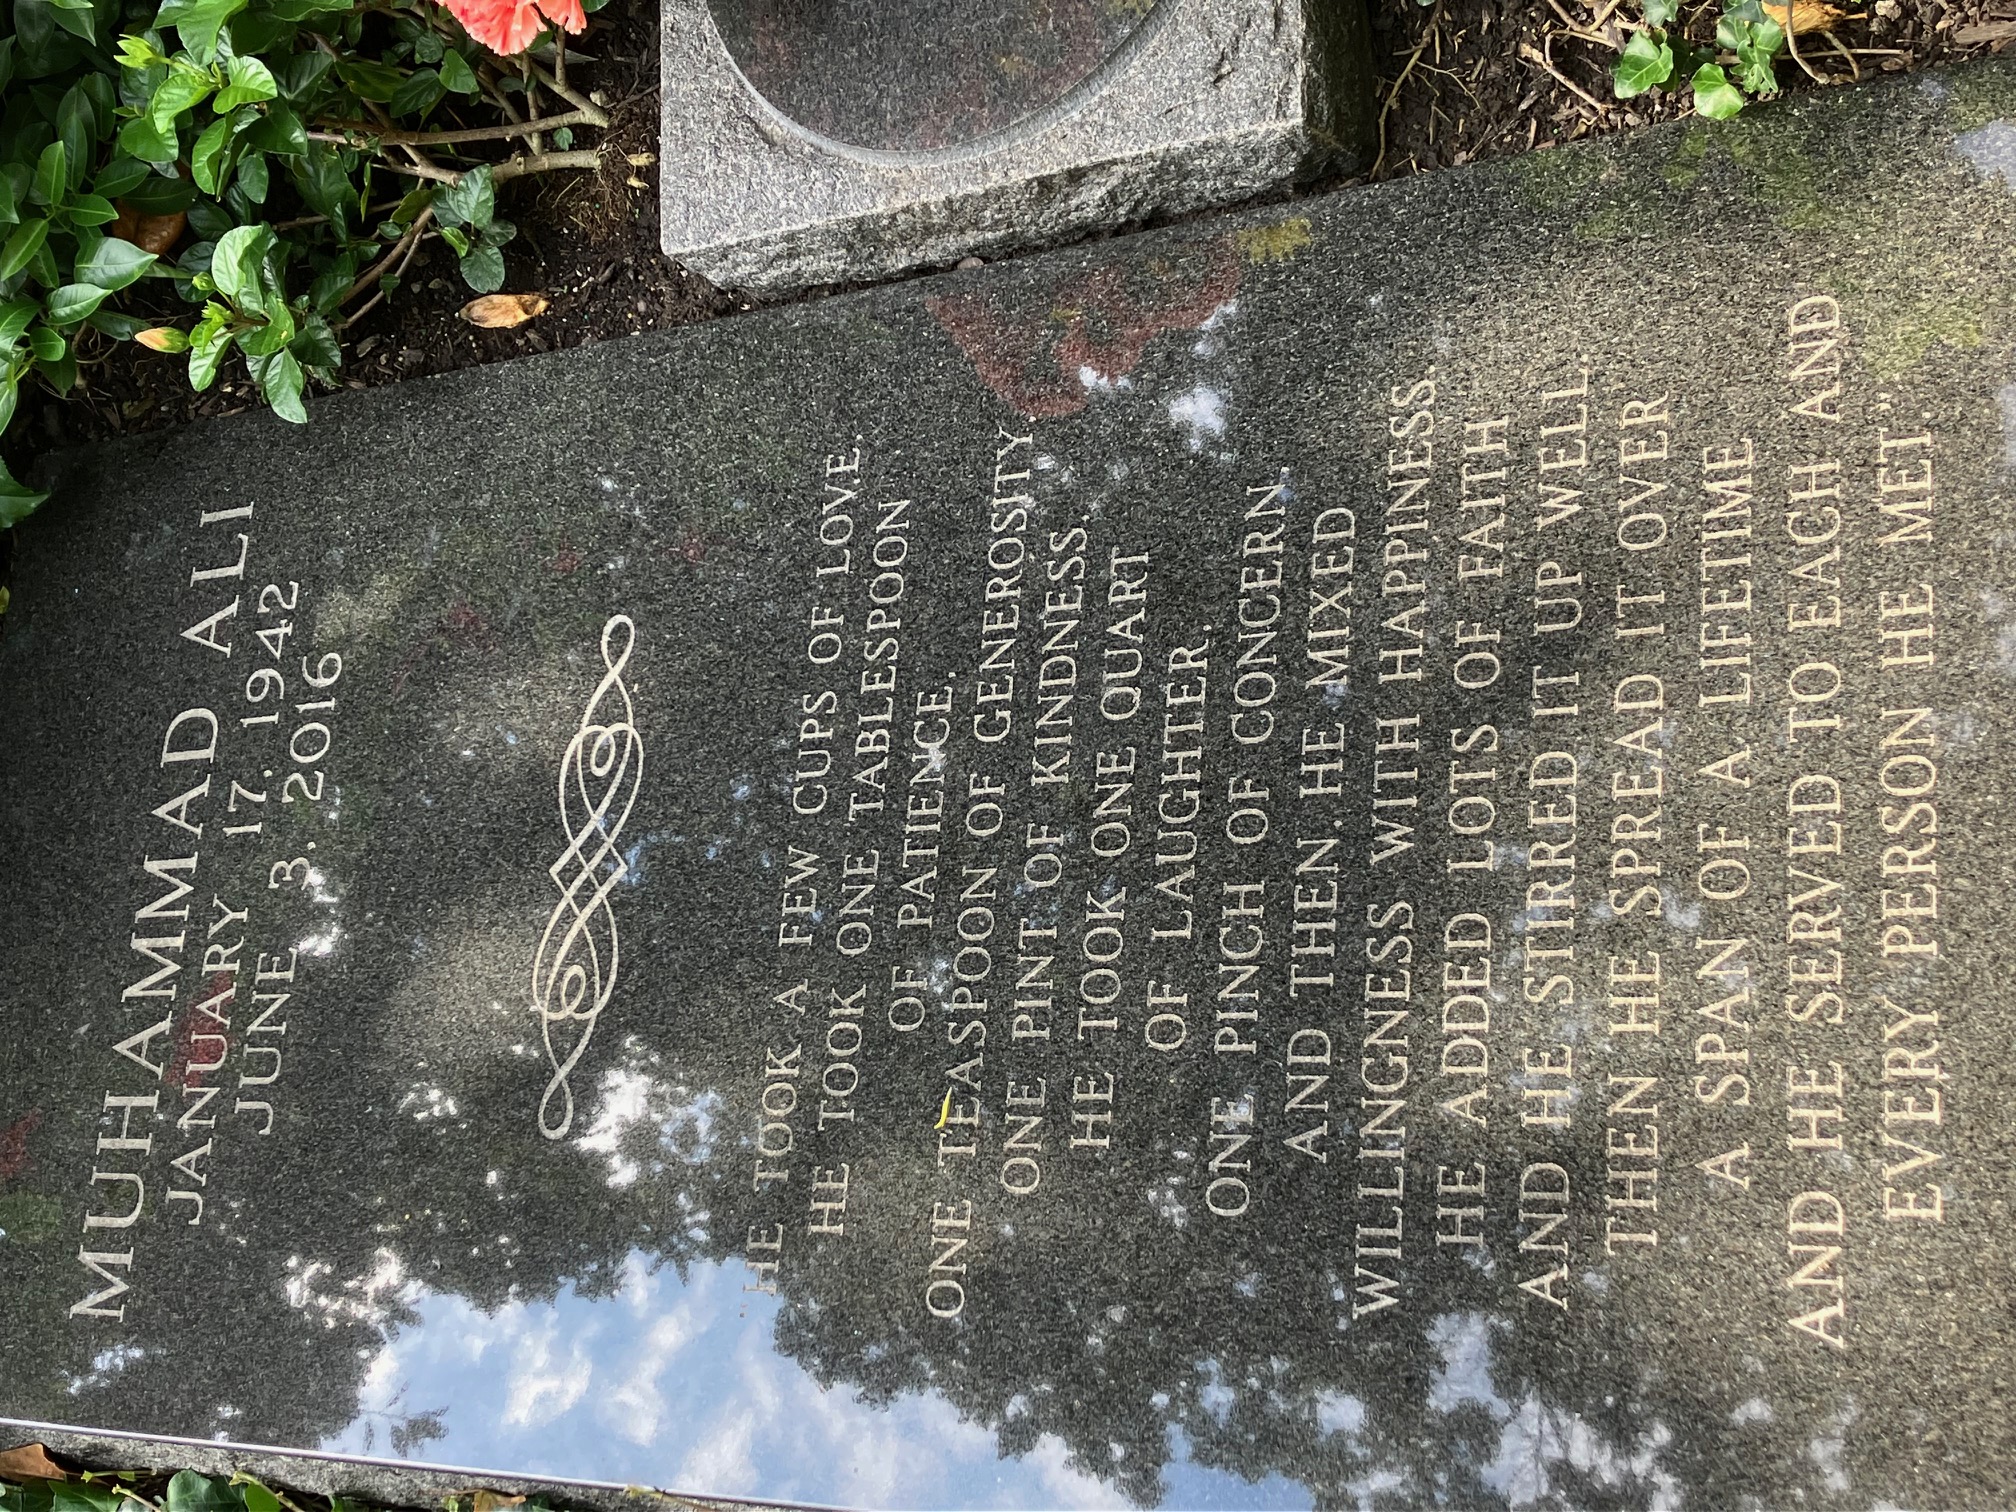 MUHAMMAD ALI
JANUARY 17, 1942
JUNE 3, 2016
HE TOOK A FEW CUPS OF LOVE.
HE TOOK ONE TABLESPOON
OF PATIENCE,
ONE TEASPOON OF GENEROSITY,
ONE PINT OF KINDNESS.
HE TOOK ONE QUART
OF LAUGHTER,
ONE PINCH OF CONCERN.
AND THEN, HE MIXED
WILLINGNESS WITH HAPPINESS.
HE ADDED LOTS OF FAITH
AND HE STIRRED IT UP WELL.
THEN HE SPREAD IT OVER
A SPAN OF A LIFETIME
AND HE SERVED TO EACH AND
EVERY PERSON HE MET."